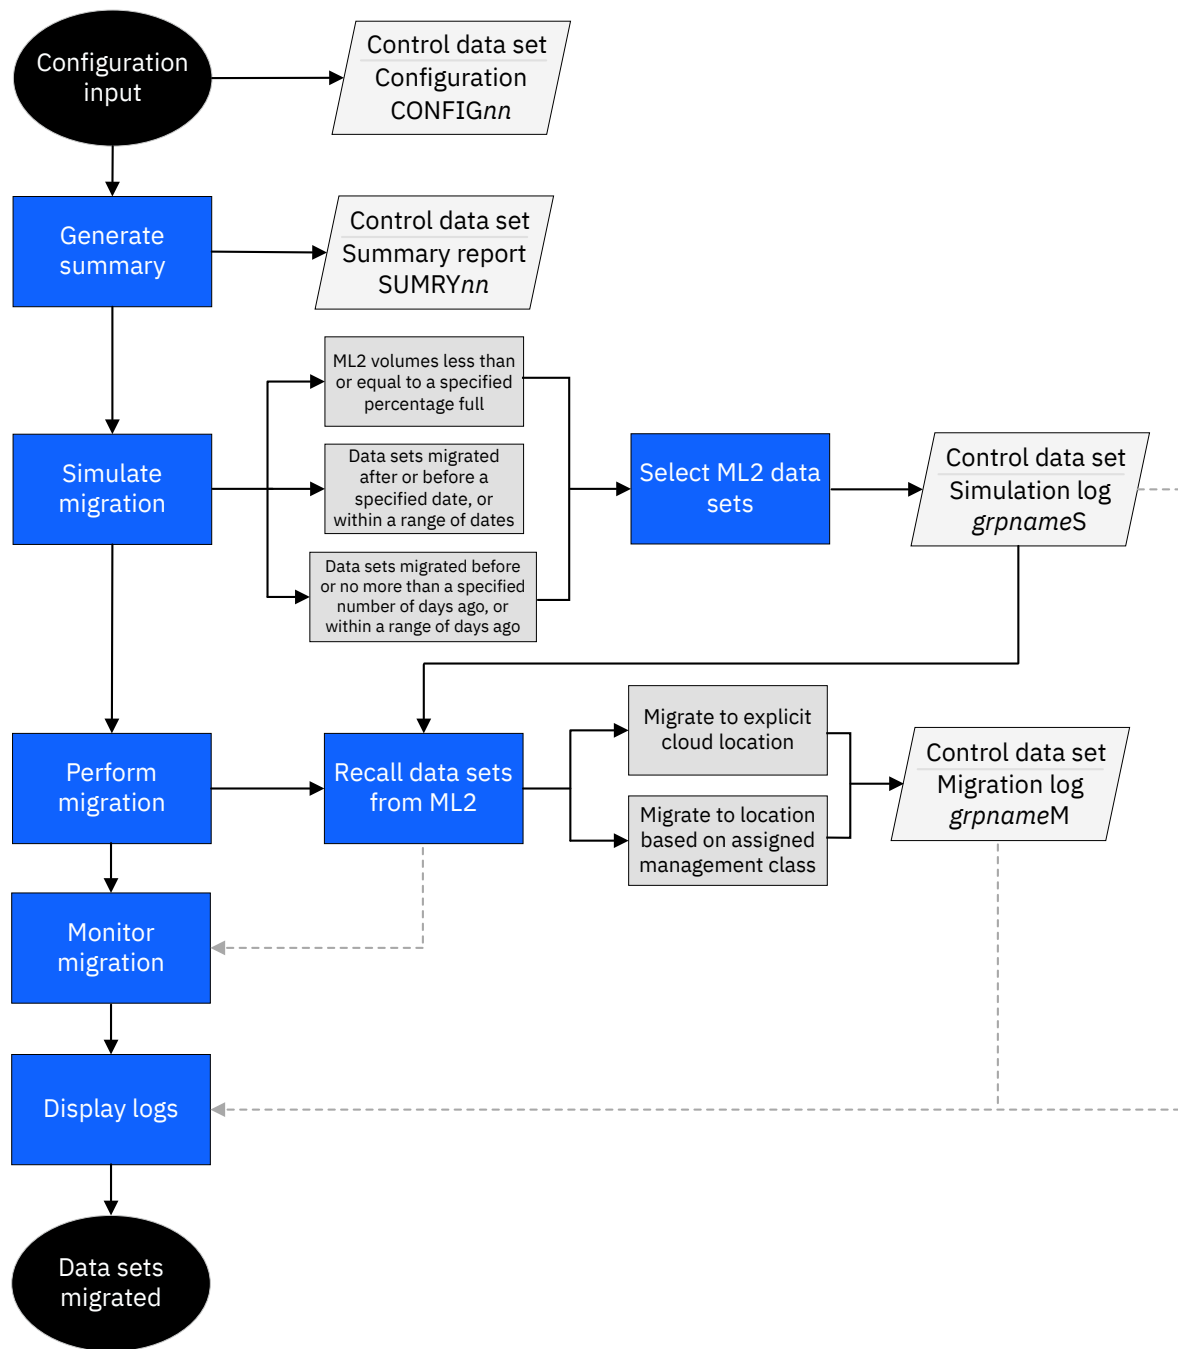 Configuration
input
Control data set
Configuration
CONFIGnn
Generate
summary
Control data set
Summary report
SUMRYnn
ML2 volumes less than
or equal to a specified
percentage full
Simulate
migration
Data sets migrated
after or before a
specified date, or
within a range of dates
Data sets migrated before
or no more than a specified
number of days ago, or
within a range of days ago
Select ML2 data
sets
Control data set
Simulation log
grpnameS
Perform
migration
Recall data sets
from ML2
Migrate to explicit
cloud location
Migrate to location
based on assigned
management class
Control data set
Migration log
grpnameM
Monitor
migration
Display logs
Data sets
migrated